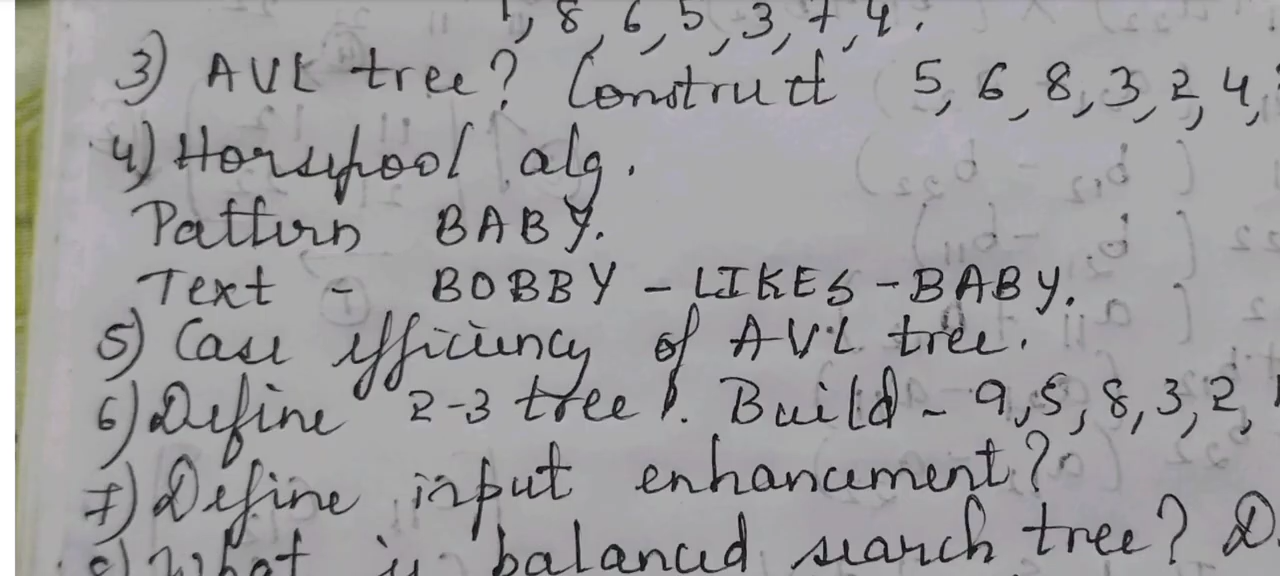 8, 6, 5, 3, 7, 4.
3) AVL tree? Construct 5, 6, 8, 3, 2, 4,
4) Horspool alg.
Pattern BABY.
Text - BOBBY - LIKES - BABY.
5) Case efficiency of AVL tree.
6) Define 2-3 tree. Build - 9, 5, 8, 3, 2,
7) Define input enhancement?
What is balanced search tree? D